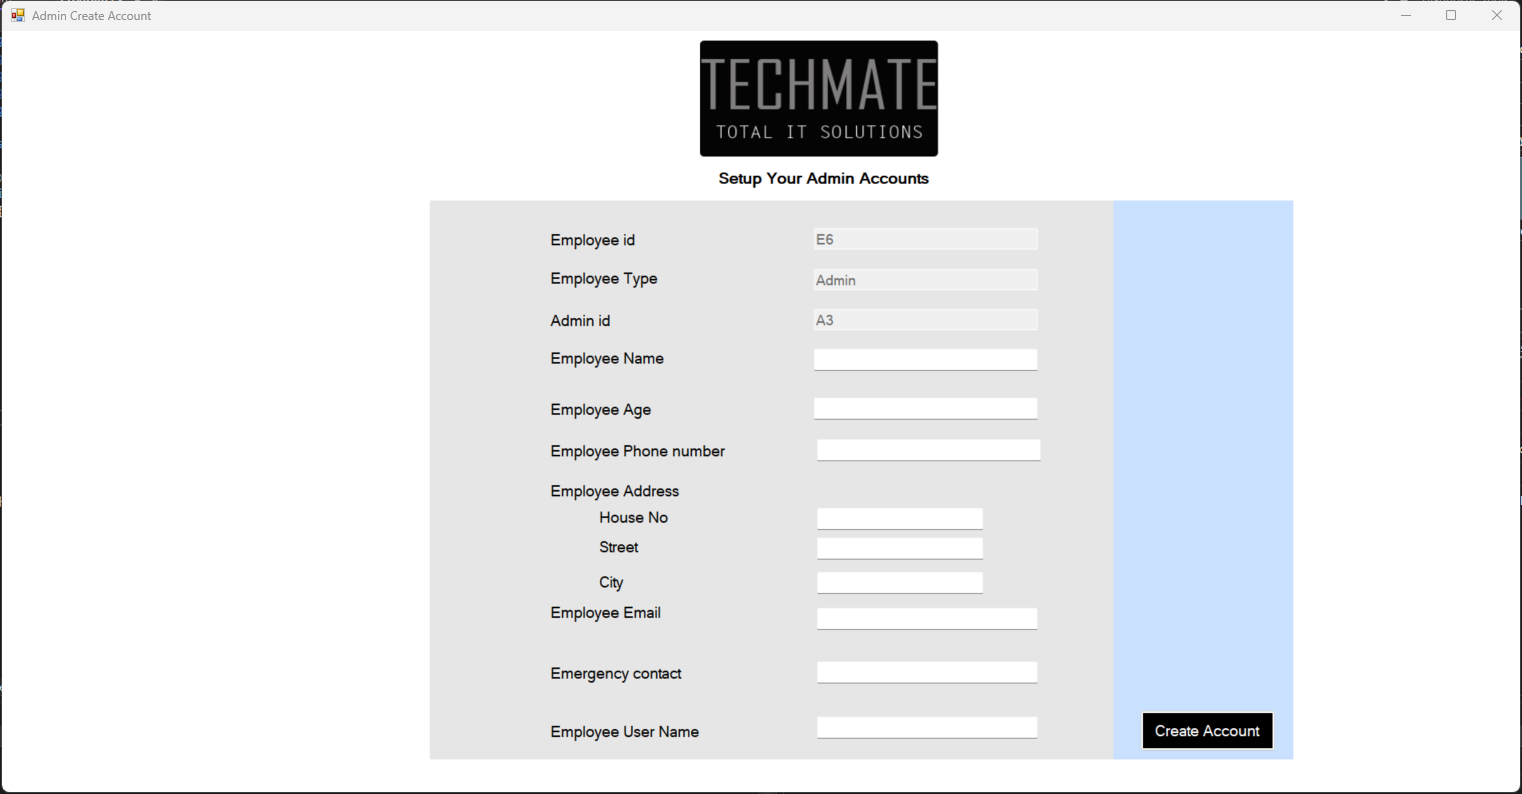 Admin Create Account
TECHMATE
TOTAL IT SOLUTIONS
Setup Your Admin Accounts
Employee id E6
Employee Type Admin
Admin id A3
Employee Name
Employee Age
Employee Phone number
Employee Address
House No
Street
City
Employee Email
Emergency contact
Employee User Name
Create Account